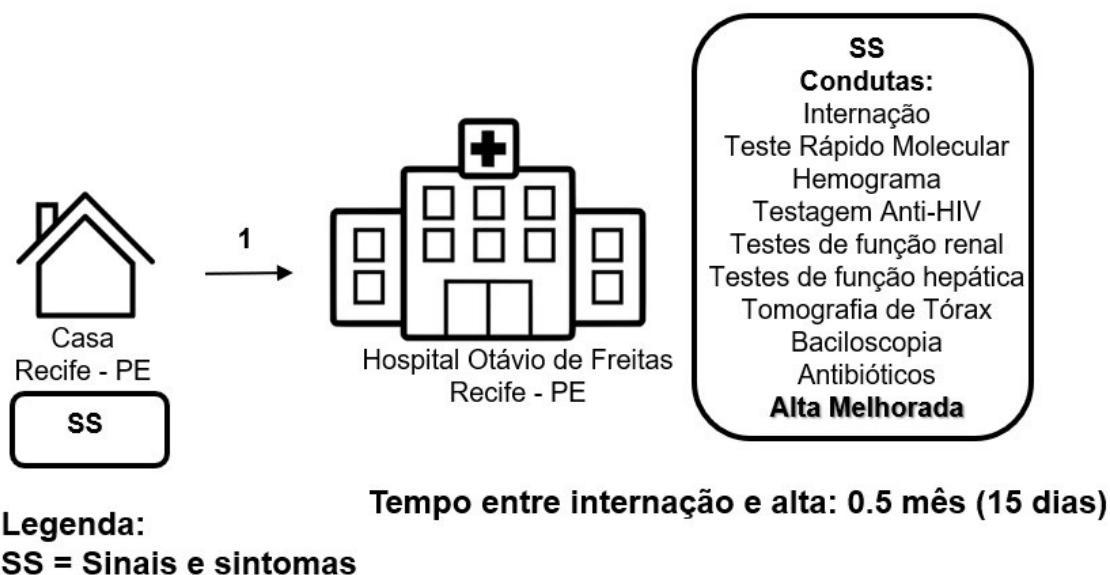 SS
Condutas:
Internação
Teste Rápido Molecular
Hemograma
Testagem Anti-HIV
Testes de função renal
Testes de função hepática
Tomografia de Tórax
Baciloscopia
Antibióticos
Alta Melhorada
1
Casa
Recife - PE
SS
Hospital Otávio de Freitas
Recife - PE
Tempo entre internação e alta: 0.5 mês (15 dias)
Legenda:
SS = Sinais e sintomas